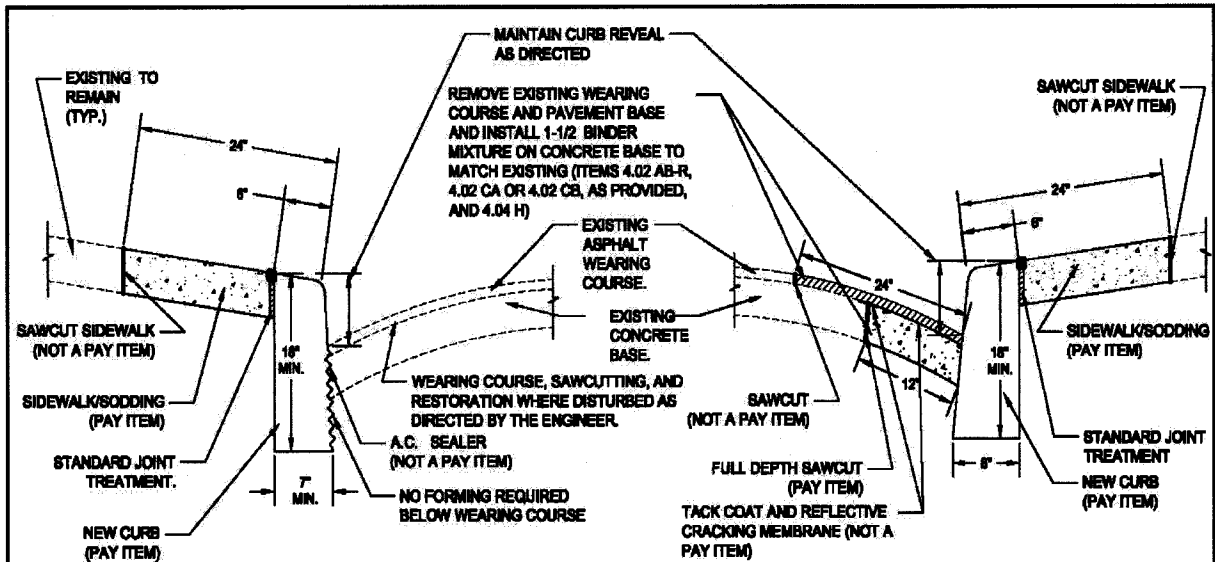 MAINTAIN CURB REVEAL
AS DIRECTED
EXISTING TO
REMAIN
(TYP.)
REMOVE EXISTING WEARING
COURSE AND PAVEMENT BASE
AND INSTALL 1-1/2 BINDER
MIXTURE ON CONCRETE BASE TO
MATCH EXISTING (ITEMS 4.02 AB-R,
4.02 CA OR 4.02 CB, AS PROVIDED,
AND 4.04 H)
SAWCUT SIDEWALK
(NOT A PAY ITEM)
24"
6"
24"
6"
EXISTING
ASPHALT
WEARING
COURSE.
EXISTING
CONCRETE
BASE.
24"
12"
SAWCUT SIDEWALK
(NOT A PAY ITEM)
18"
MIN.
SIDEWALK/SODDING
(PAY ITEM)
STANDARD JOINT
TREATMENT.
NEW CURB
(PAY ITEM)
7"
MIN.
WEARING COURSE, SAWCUTTING, AND
RESTORATION WHERE DISTURBED AS
DIRECTED BY THE ENGINEER.
A.C. SEALER
(NOT A PAY ITEM)
NO FORMING REQUIRED
BELOW WEARING COURSE
SAWCUT
(NOT A PAY ITEM)
FULL DEPTH SAWCUT
(PAY ITEM)
TACK COAT AND REFLECTIVE
CRACKING MEMBRANE (NOT A
PAY ITEM)
18"
MIN.
8"
SIDEWALK/SODDING
(PAY ITEM)
STANDARD JOINT
TREATMENT
NEW CURB
(PAY ITEM)